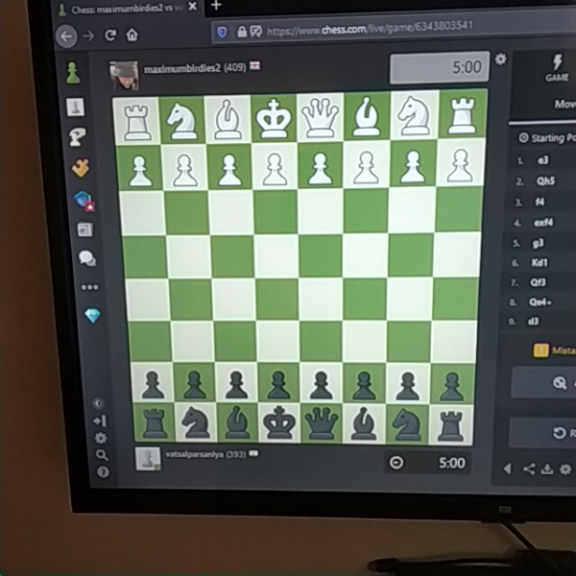 Chess: maximumbirdies2 vs
https://www.chess.com/live/game/6343803541
maximumbirdies2 (409)
5:00
GAME
Mov
Starting Po
1. e3
2. Qh5
3. f4
4. exf4
5. g3
6. Kd1
7. Qf3
8. Qe4+
9. d3
Mista
R
vatsalparsaniya (393)
5:00